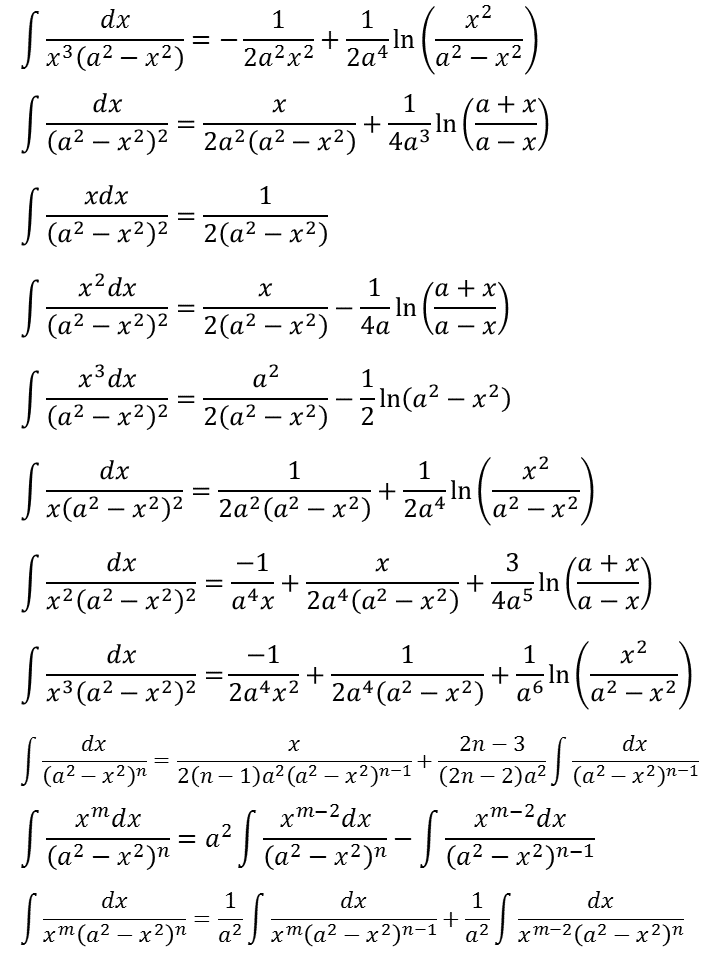 ∫ dx / (x³(a² − x²)) = − 1/(2a²x²) + 1/(2a⁴) ln (x² / (a² − x²))
∫ dx / (a² − x²)² = x / (2a²(a² − x²)) + 1/(4a³) ln ((a + x) / (a − x))
∫ xdx / (a² − x²)² = 1 / (2(a² − x²))
∫ x²dx / (a² − x²)² = x / (2(a² − x²)) − 1/(4a) ln ((a + x) / (a − x))
∫ x³dx / (a² − x²)² = a² / (2(a² − x²)) − 1/2 ln(a² − x²)
∫ dx / (x(a² − x²)²) = 1 / (2a²(a² − x²)) + 1/(2a⁴) ln (x² / (a² − x²))
∫ dx / (x²(a² − x²)²) = −1/(a⁴x) + x / (2a⁴(a² − x²)) + 3/(4a⁵) ln ((a + x) / (a − x))
∫ dx / (x³(a² − x²)²) = −1/(2a⁴x²) + 1 / (2a⁴(a² − x²)) + 1/a⁶ ln (x² / (a² − x²))
∫ dx / (a² − x²)ⁿ = x / (2(n − 1)a²(a² − x²)ⁿ⁻¹) + (2n − 3) / ((2n − 2)a²) ∫ dx / (a² − x²)ⁿ⁻¹
∫ xᵐdx / (a² − x²)ⁿ = a² ∫ xᵐ⁻²dx / (a² − x²)ⁿ − ∫ xᵐ⁻²dx / (a² − x²)ⁿ⁻¹
∫ dx / (xᵐ(a² − x²)ⁿ) = 1/a² ∫ dx / (xᵐ(a² − x²)ⁿ⁻¹) + 1/a² ∫ dx / (xᵐ⁻²(a² − x²)ⁿ)